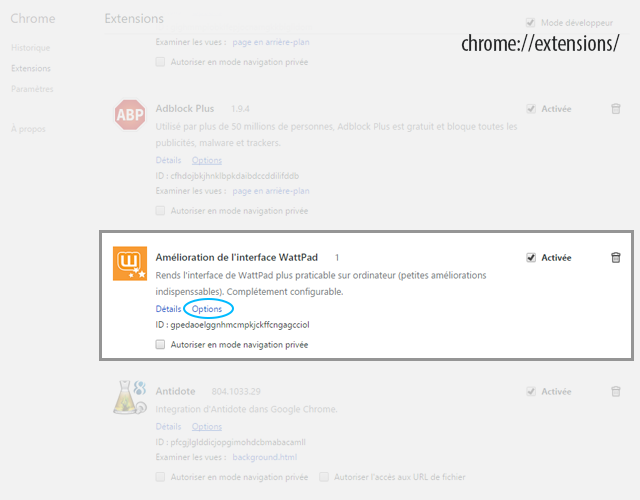 Chrome
Extensions
Mode développeur
Historique
Extensions
Paramètres
À propos
chrome://extensions/
Examiner les vues : page en arrière-plan
Autoriser en mode navigation privée
ABP
Adblock Plus 1.9.4
Activée
Utilisé par plus de 50 millions de personnes, Adblock Plus est gratuit et bloque toutes les
publicités, malware et trackers.
Détails Options
ID : cfhdojbkjhnklbpkdaibdccddilifddb
Examiner les vues : page en arrière-plan
Autoriser en mode navigation privée
Amélioration de l'interface WattPad 1
Activée
Rends l'interface de WattPad plus praticable sur ordinateur (petites améliorations
indispenssables). Complétement configurable.
Détails Options
ID : gpedaoelggnhmcmpkjckffcngagcciol
Autoriser en mode navigation privée
Antidote 804.1033.29
Activée
Integration d'Antidote dans Google Chrome.
Détails Options
ID : pfcgjlglddicjopgimohdcbmabacamll
Examiner les vues : background.html
Autoriser en mode navigation privée Autoriser l'accès aux URL de fichier